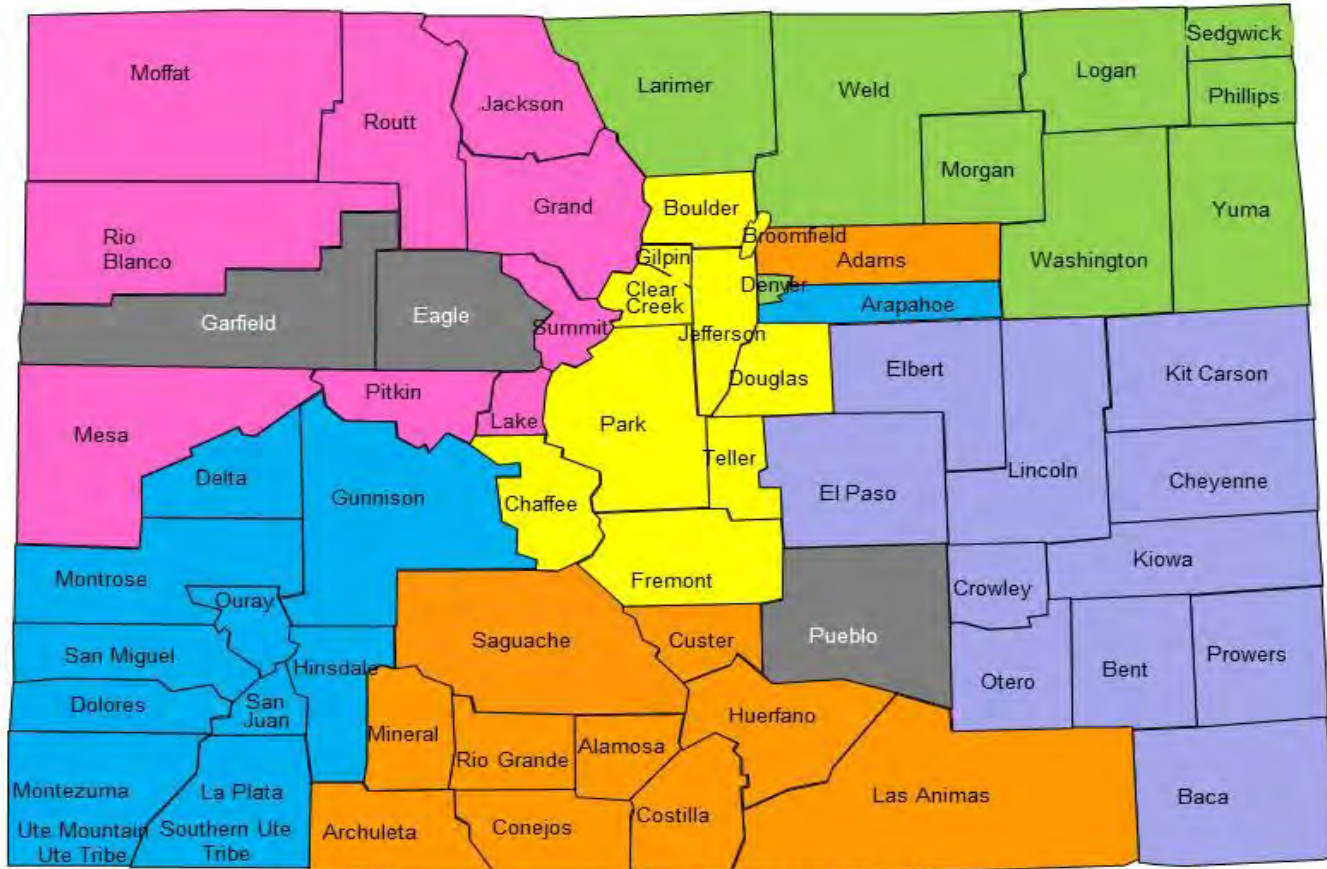 Moffat
Routt
Jackson
Larimer
Weld
Logan
Sedgwick
Phillips
Morgan
Rio
Blanco
Grand
Boulder
Broomfield
Washington
Yuma
Gilpin
Adams
Garfield
Eagle
Summit
Clear
Creek
Denver
Arapahoe
Jefferson
Douglas
Elbert
Kit Carson
Mesa
Pitkin
Lake
Park
Teller
Lincoln
Delta
Gunnison
Chaffee
El Paso
Cheyenne
Montrose
Fremont
Crowley
Kiowa
Ouray
Saguache
Custer
Pueblo
San Miguel
Hinsdale
Otero
Bent
Prowers
Dolores
San
Juan
Mineral
Rio Grande
Alamosa
Huerfano
Montezuma
La Plata
Costilla
Las Animas
Baca
Ute Mountain
Ute Tribe
Southern Ute
Tribe
Archuleta
Conejos